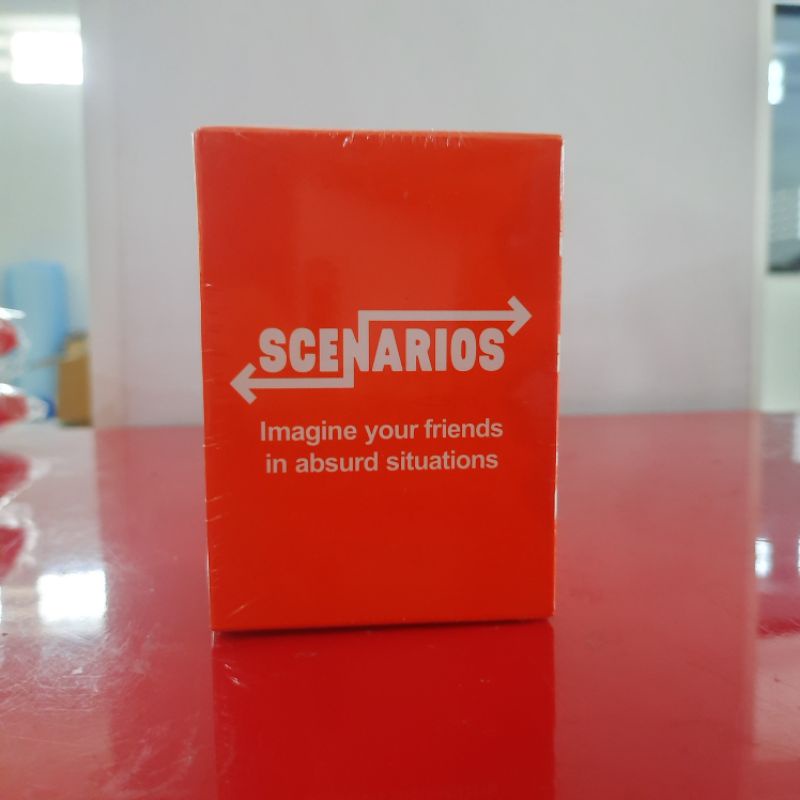 SCENARIOS
Imagine your friends
in absurd situations